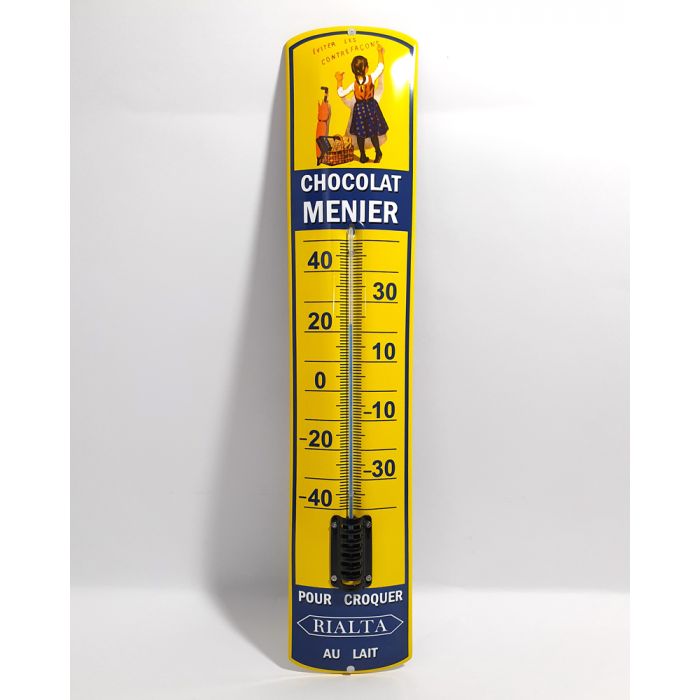 EVITER LES
CONTREFAÇONS
CHOCOLAT
MENIER
40
30
20
10
0
-10
-20
-30
-40
POUR CROQUER
RIALTA
AU LAIT